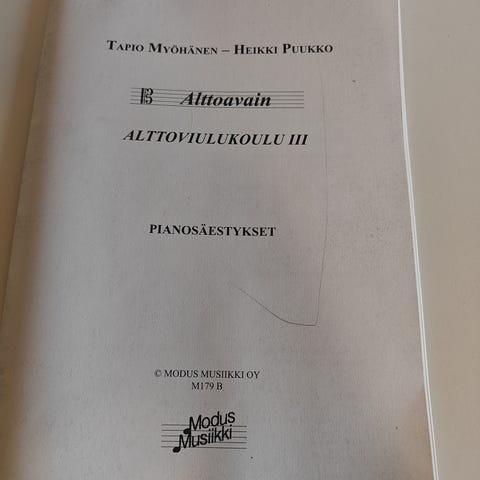 TAPIO MYÖHÄNEN – HEIKKI PUUKKO
Alttoavain
ALTTOVIULUKOULU III
PIANOSÄESTYKSET
© MODUS MUSIIKKI OY
M179 B
Modus
Musiikki